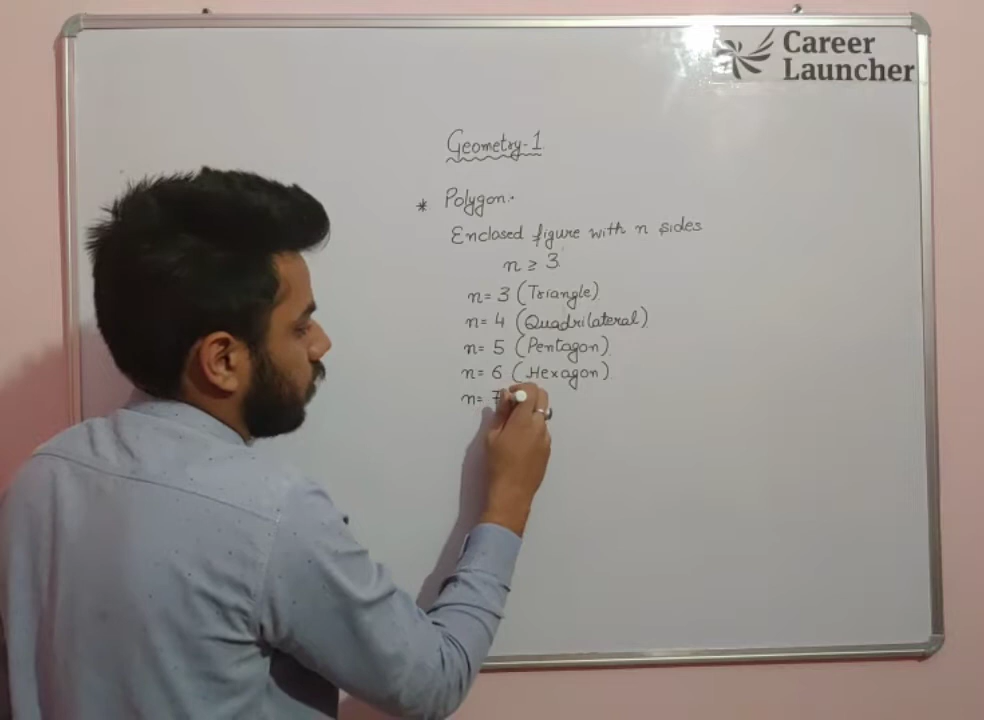 Career
Launcher
Geometry-1
* Polygon:-
Enclosed figure with n sides
n ≥ 3
n = 3 (Triangle)
n = 4 (Quadrilateral)
n = 5 (Pentagon)
n = 6 (Hexagon)
n = 7